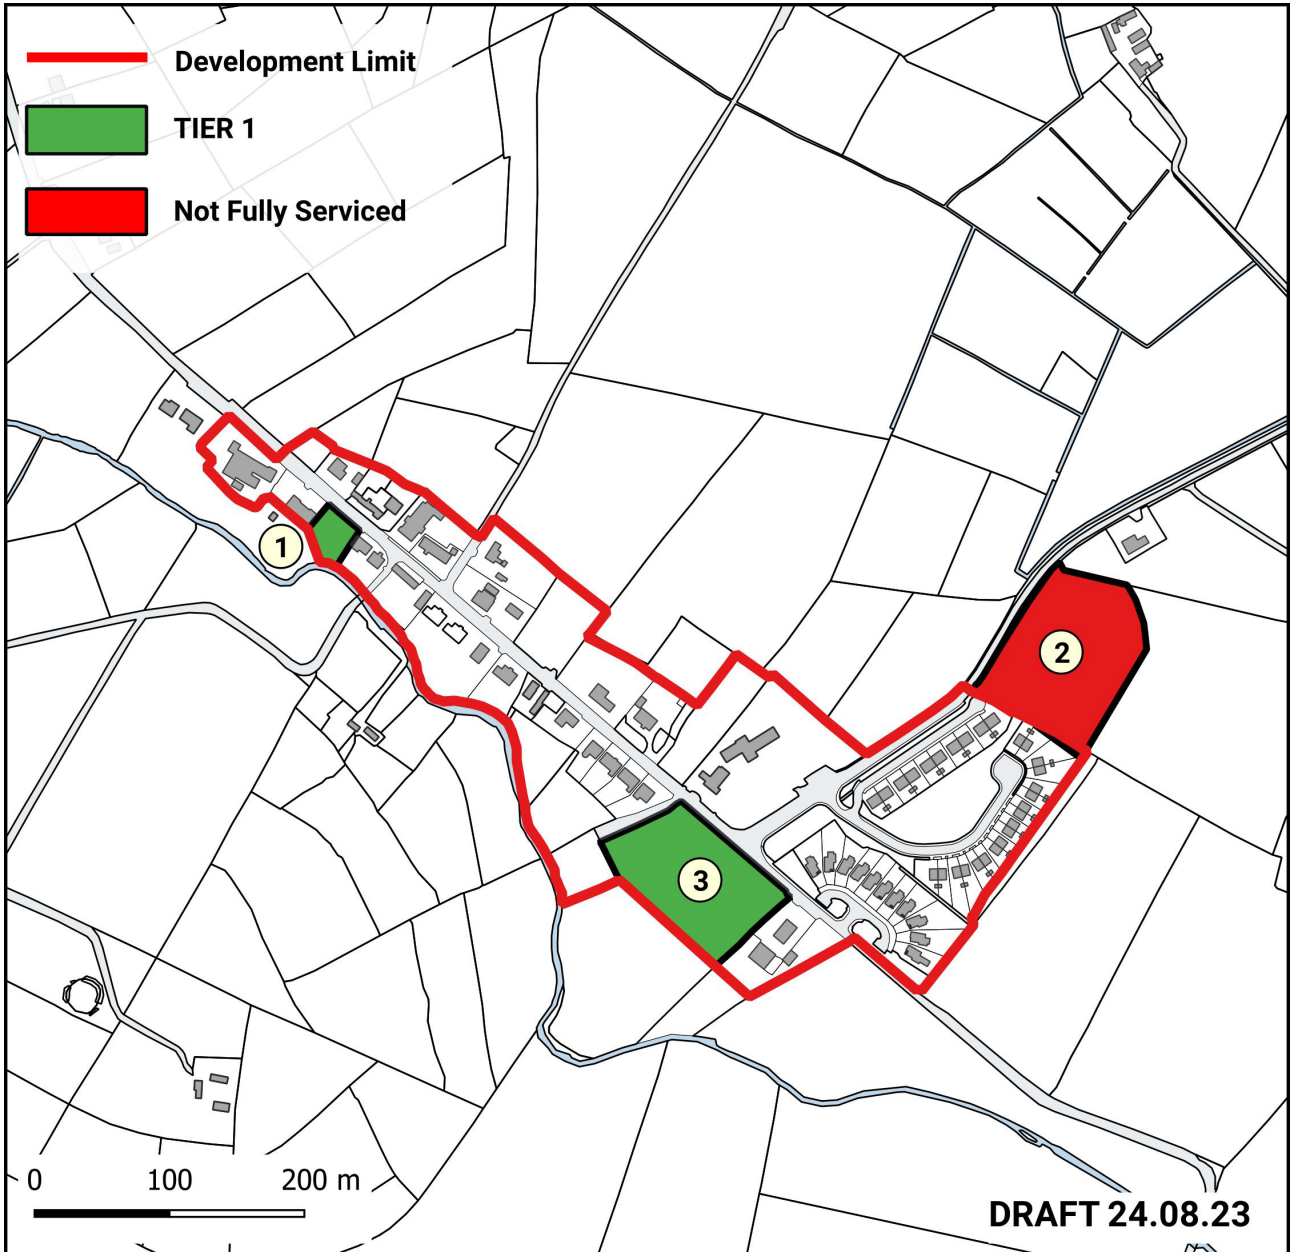 Development Limit
TIER 1
Not Fully Serviced
1
2
3
0 100 200 m
DRAFT 24.08.23